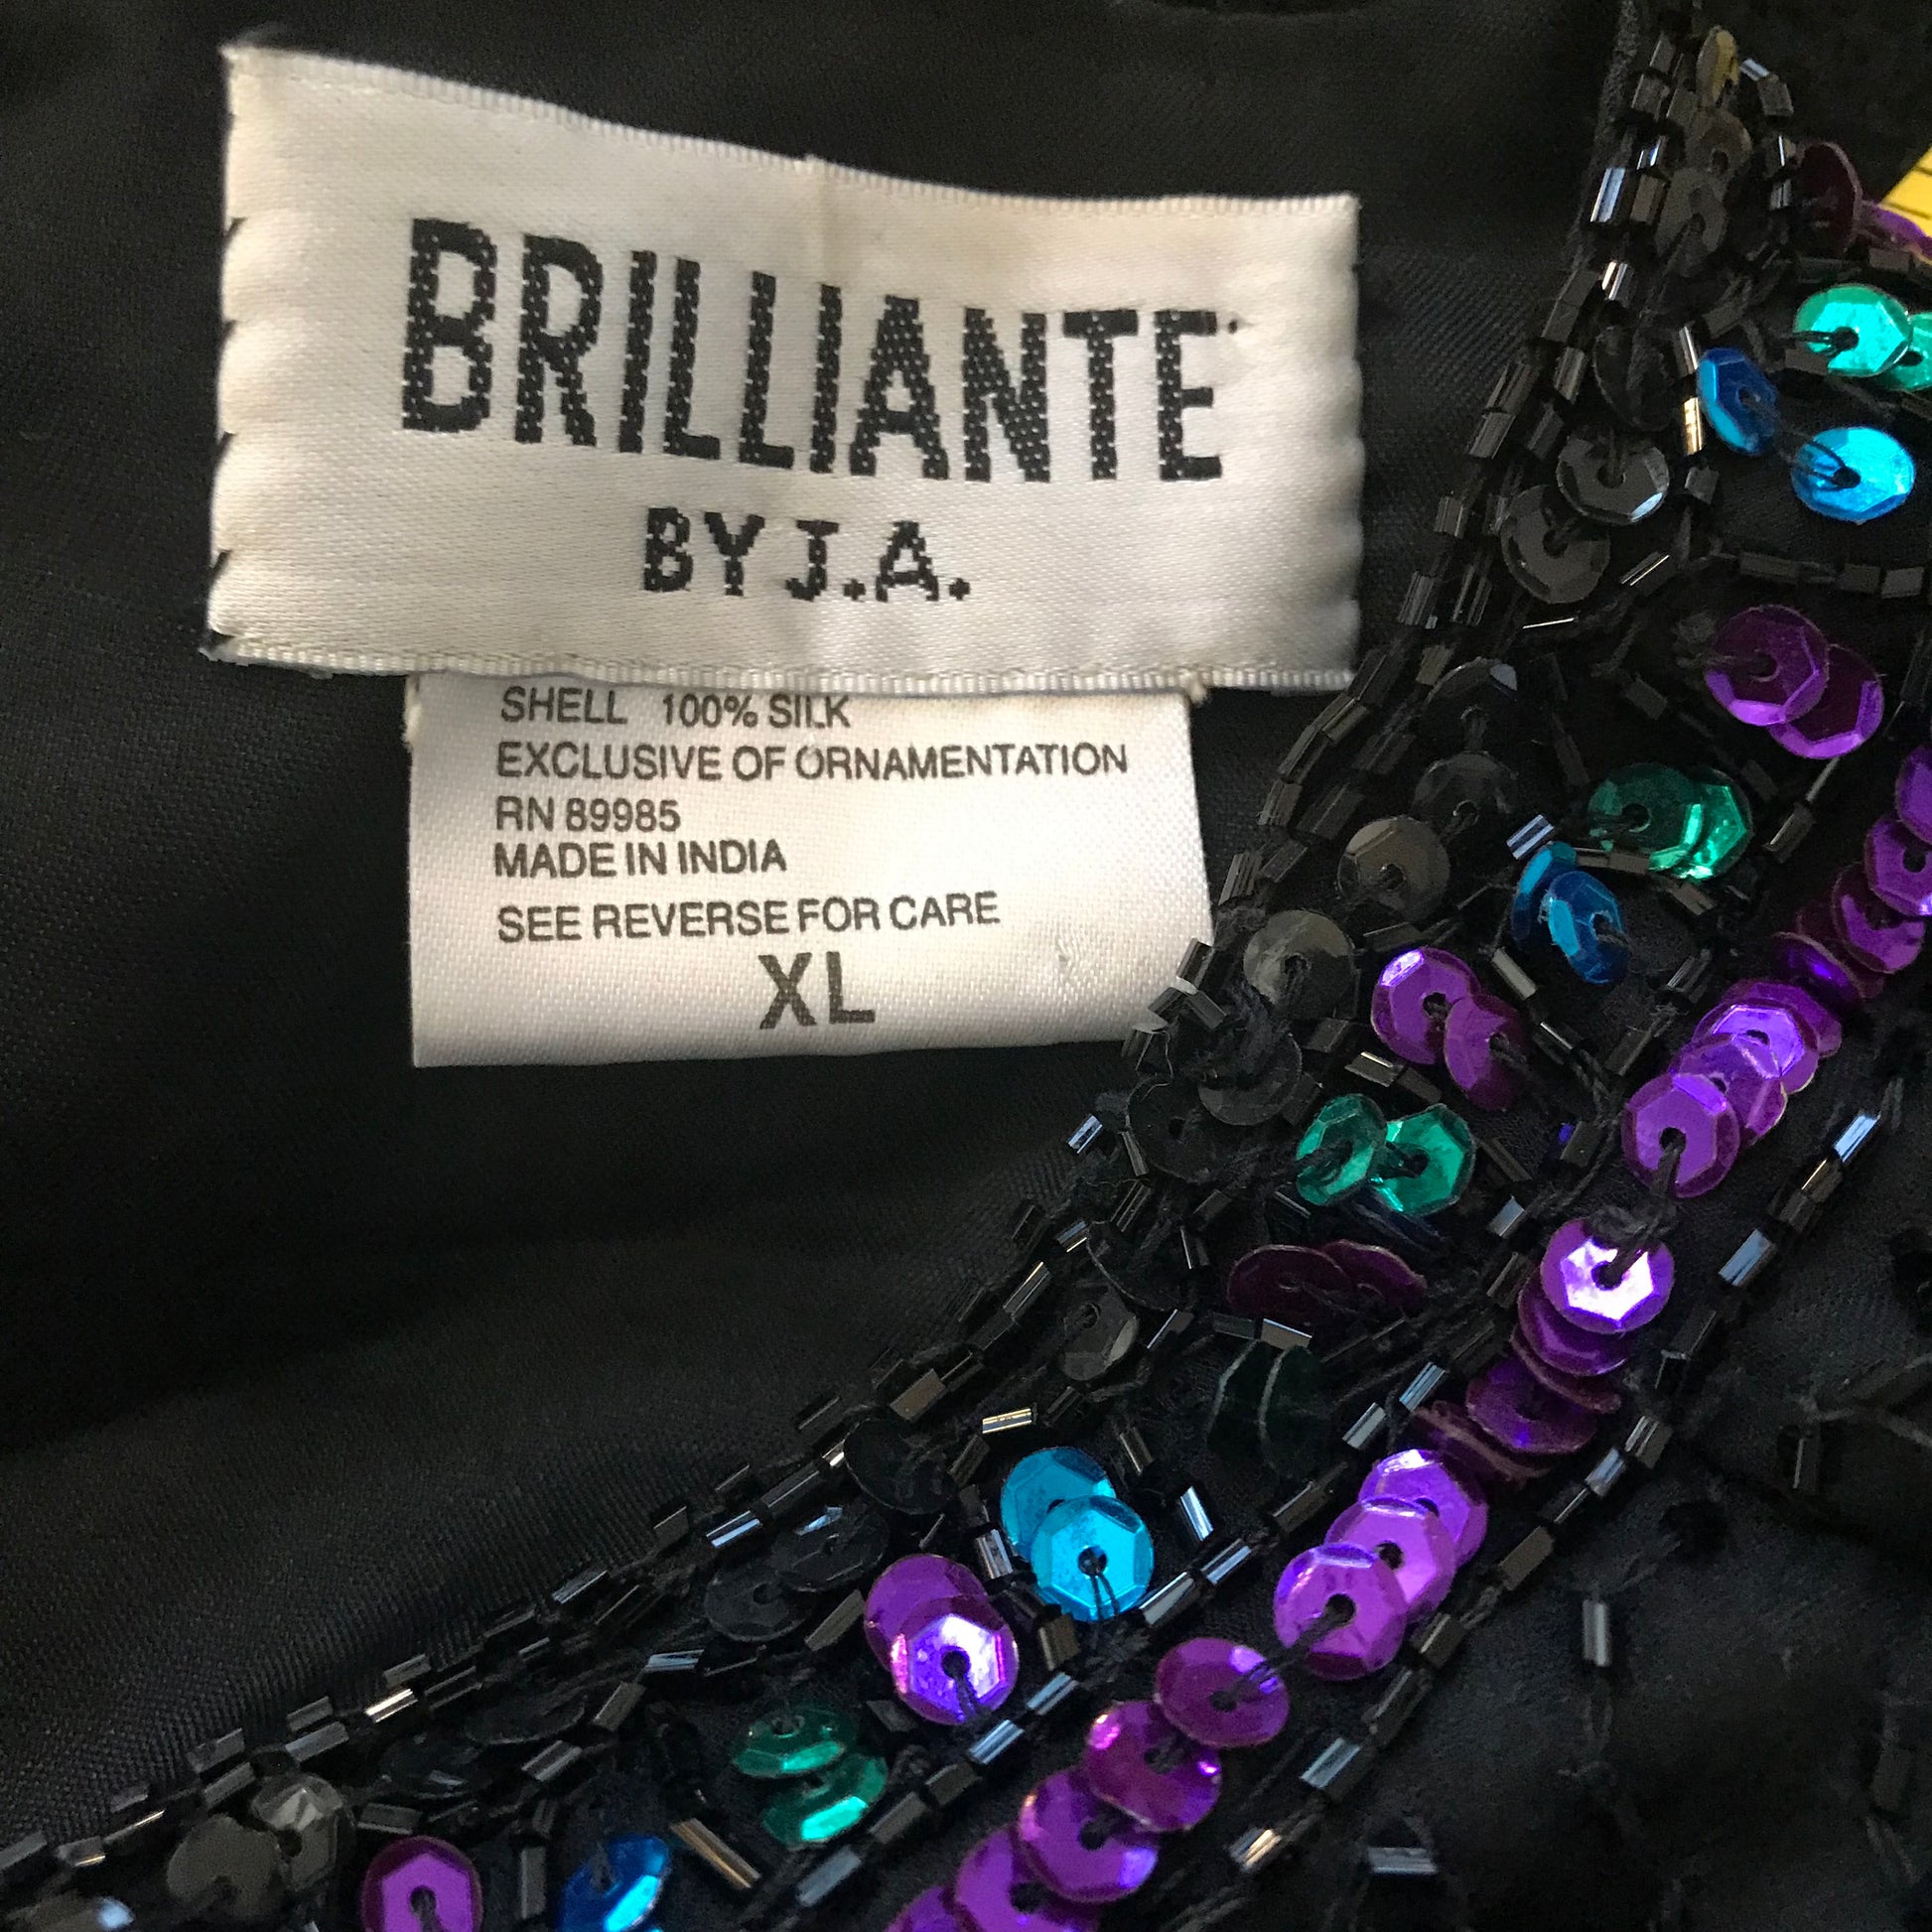 BRILLIANTE
BY J.A.
SHELL 100% SILK
EXCLUSIVE OF ORNAMENTATION
RN 89985
MADE IN INDIA
SEE REVERSE FOR CARE
XL